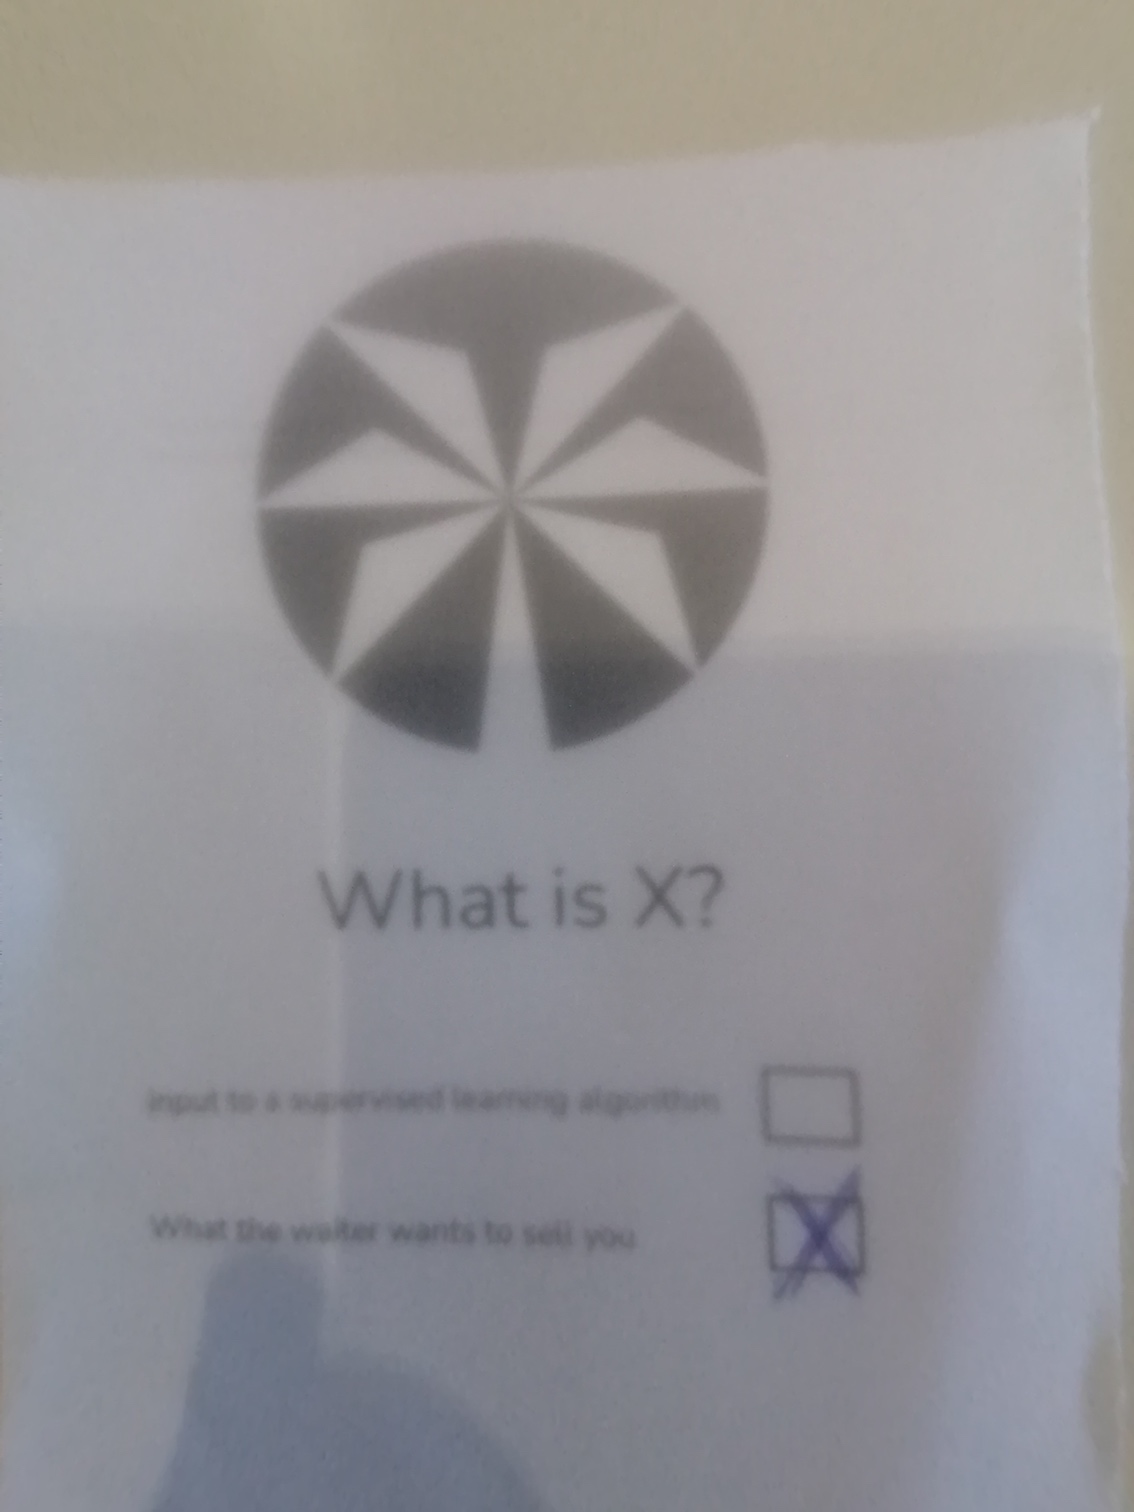 What is X?
input to a supervised learning algorithm
What the waiter wants to sell you
X